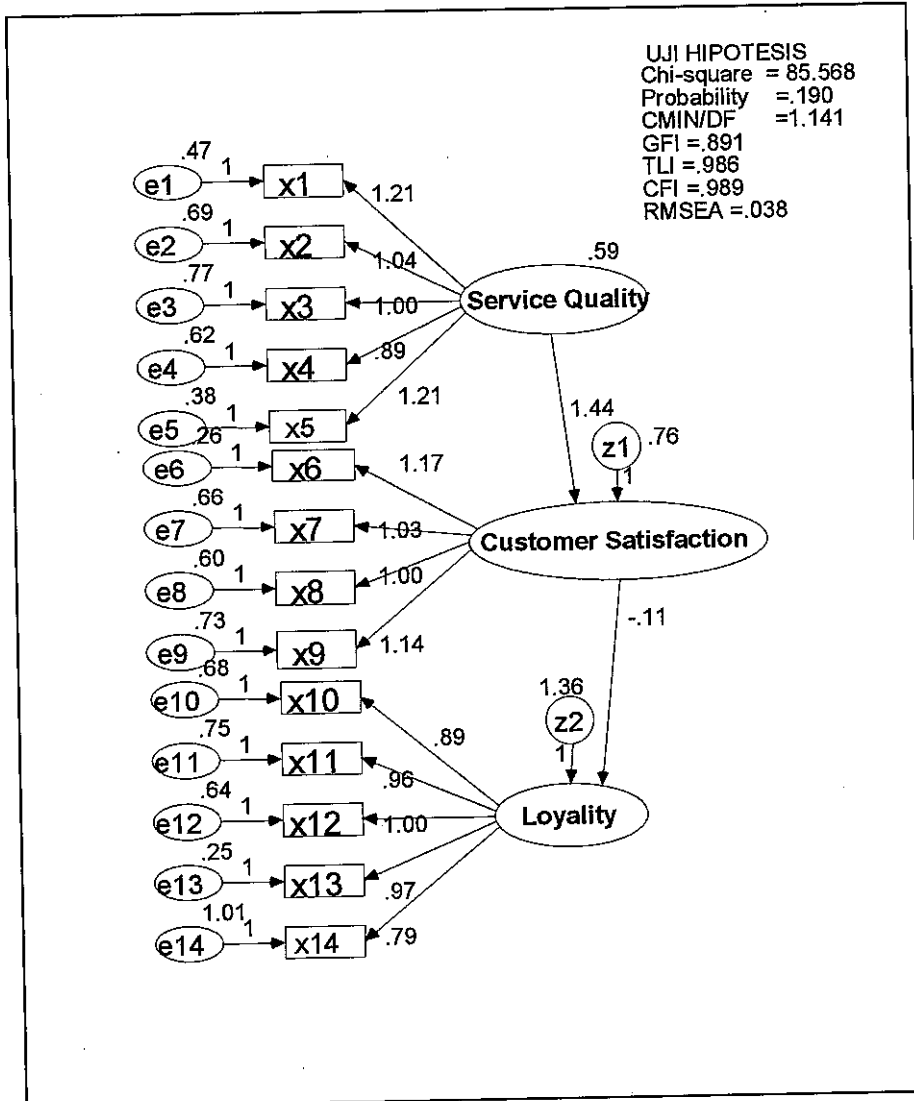 UJI HIPOTESIS
Chi-square = 85.568
Probability =.190
CMIN/DF =1.141
GFI =.891
TLI =.986
CFI =.989
RMSEA =.038
.47
e1 1 x1 1.21
.69
e2 1 x2 1.04
.59
.77
e3 1 x3 1.00 Service Quality
.62
e4 1 x4 .89
.38
e5 1 x5 1.21
1.44
z1 .76
1
.26
e6 1 x6 1.17
.66
e7 1 x7 1.03
Customer Satisfaction
.60
e8 1 x8 1.00
.73
e9 1 x9 1.14
-.11
.68
e10 1 x10 .89
1.36
z2
1
.75
e11 1 x11 .96
.64
e12 1 x12 1.00 Loyality
.25
e13 1 x13 .97
1.01
e14 1 x14 .79